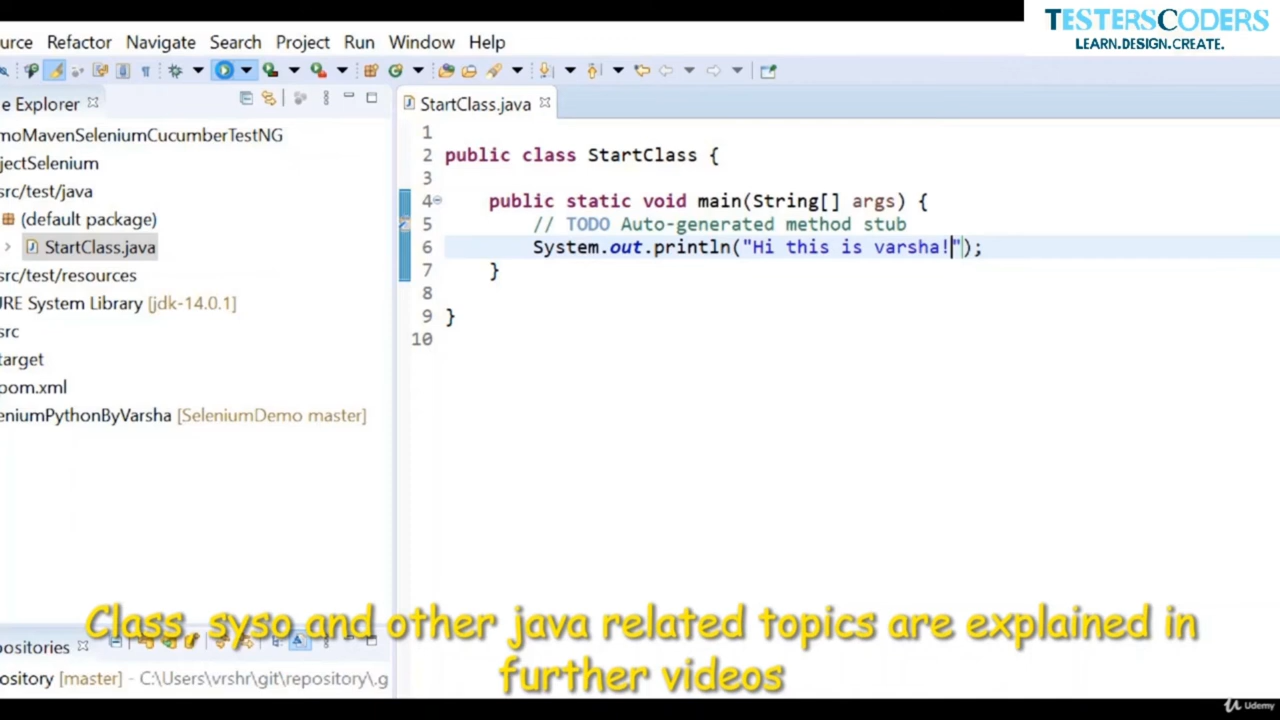 TESTERSCODERS
LEARN.DESIGN.CREATE.
urce Refactor Navigate Search Project Run Window Help
e Explorer
StartClass.java
moMavenSeleniumCucumberTestNG
jectSelenium
src/test/java
(default package)
StartClass.java
src/test/resources
JRE System Library [jdk-14.0.1]
src
target
pom.xml
eniumPythonByVarsha [SeleniumDemo master]
1
2 public class StartClass {
3
4 public static void main(String[] args) {
5 // TODO Auto-generated method stub
6 System.out.println("Hi this is varsha!");
7 }
8
9 }
10
Class, syso and other java related topics are explained in
further videos
positories
ository [master] - C:\Users\vrshr\git\repository\.g
Udemy